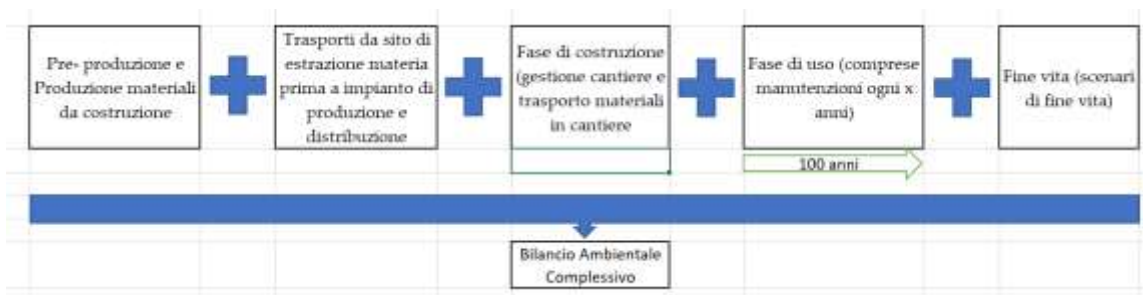 Pre- produzione e
Produzione materiali
da costruzione
Trasporti da sito di
estrazione materia
prima a impianto di
produzione e
distribuzione
Fase di costruzione
(gestione cantiere e
trasporto materiali
in cantiere
Fase di uso (comprese
manutenzioni ogni x
anni)
Fine vita (scenari
di fine vita)
100 anni
Bilancio Ambientale
Complessivo